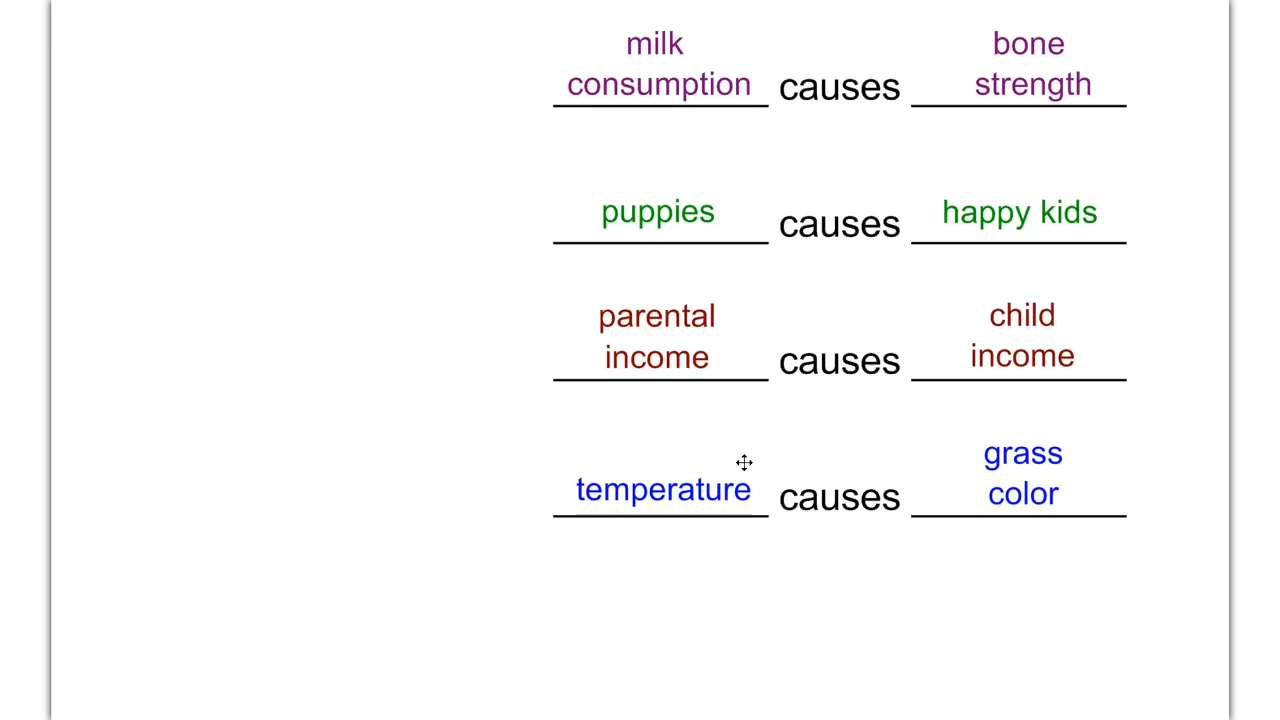 milk bone
consumption causes strength
puppies causes happy kids
parental child
income causes income
grass
temperature causes color